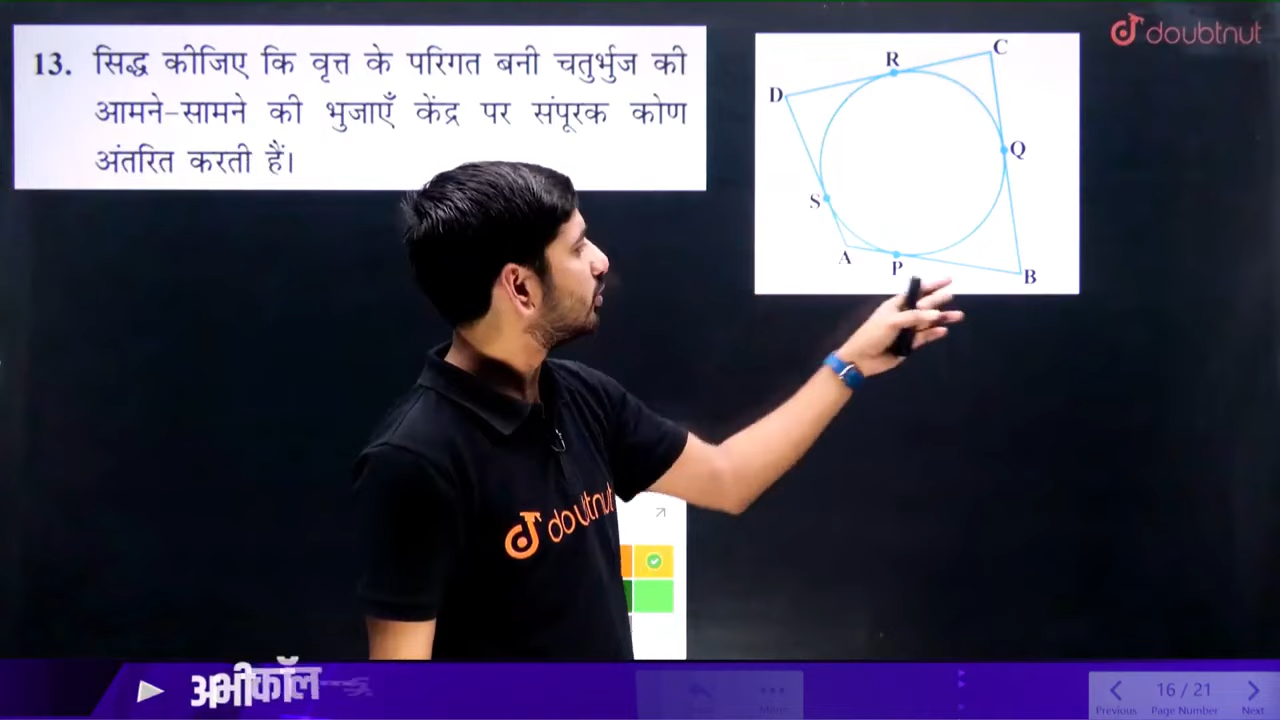 13. सिद्ध कीजिए कि वृत्त के परिगत बनी चतुर्भुज की
आमने-सामने की भुजाएँ केंद्र पर संपूरक कोण
अंतरित करती हैं।
doubtnut
R
C
D
Q
S
A
P
B
doubtnut
अभी कॉल
16 / 21
Previous
Page Number
Next